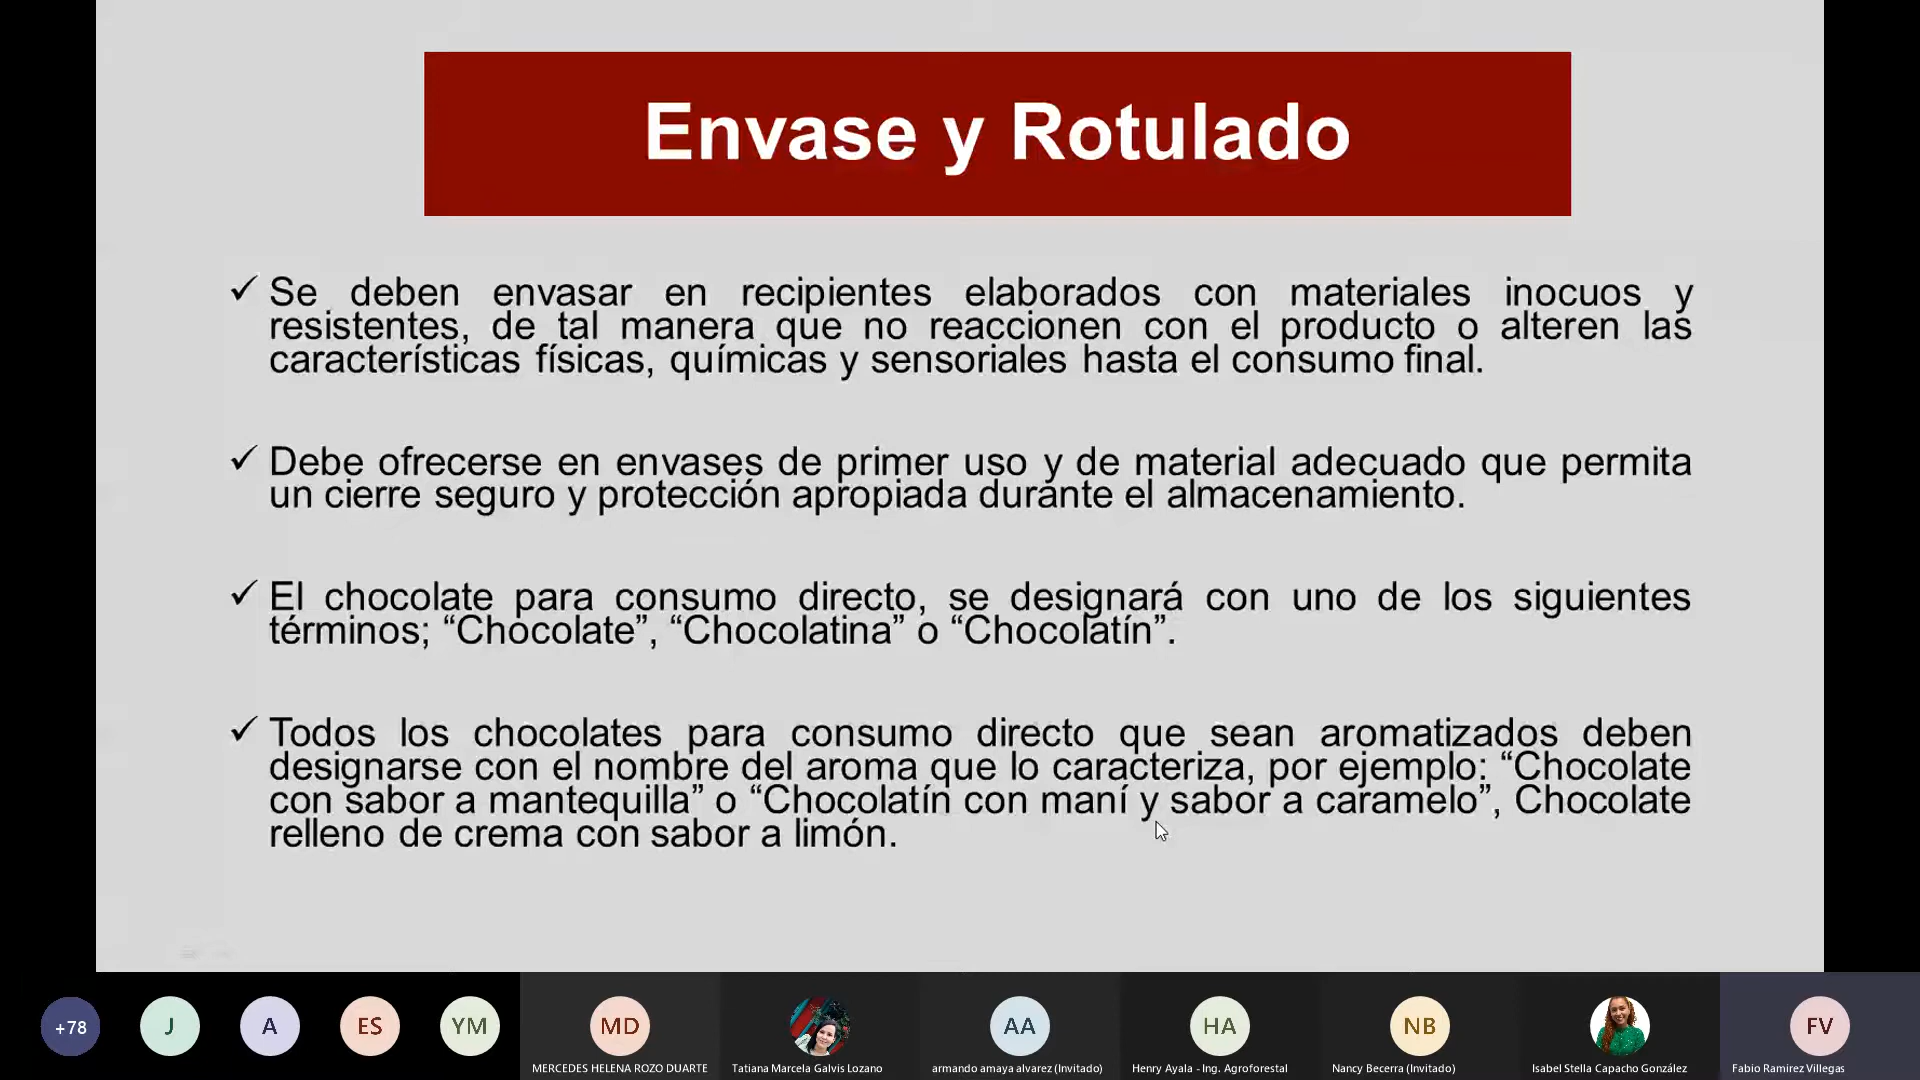 Envase y Rotulado
✓ Se deben envasar en recipientes elaborados con materiales inocuos y
resistentes, de tal manera que no reaccionen con el producto o alteren las
características físicas, químicas y sensoriales hasta el consumo final.
✓ Debe ofrecerse en envases de primer uso y de material adecuado que permita
un cierre seguro y protección apropiada durante el almacenamiento.
✓ El chocolate para consumo directo, se designará con uno de los siguientes
términos; “Chocolate”, “Chocolatina” o “Chocolatín”.
✓ Todos los chocolates para consumo directo que sean aromatizados deben
designarse con el nombre del aroma que lo caracteriza, por ejemplo: “Chocolate
con sabor a mantequilla” o “Chocolatín con maní y sabor a caramelo”, Chocolate
relleno de crema con sabor a limón.
+78 J A ES YM MD AA HA NB FV
MERCEDES HELENA ROZO DUARTE Tatiana Marcela Galvis Lozano armando amaya alvarez (Invitado) Henry Ayala - Ing. Agroforestal Nancy Becerra (Invitado) Isabel Stella Capacho González Fabio Ramirez Villegas